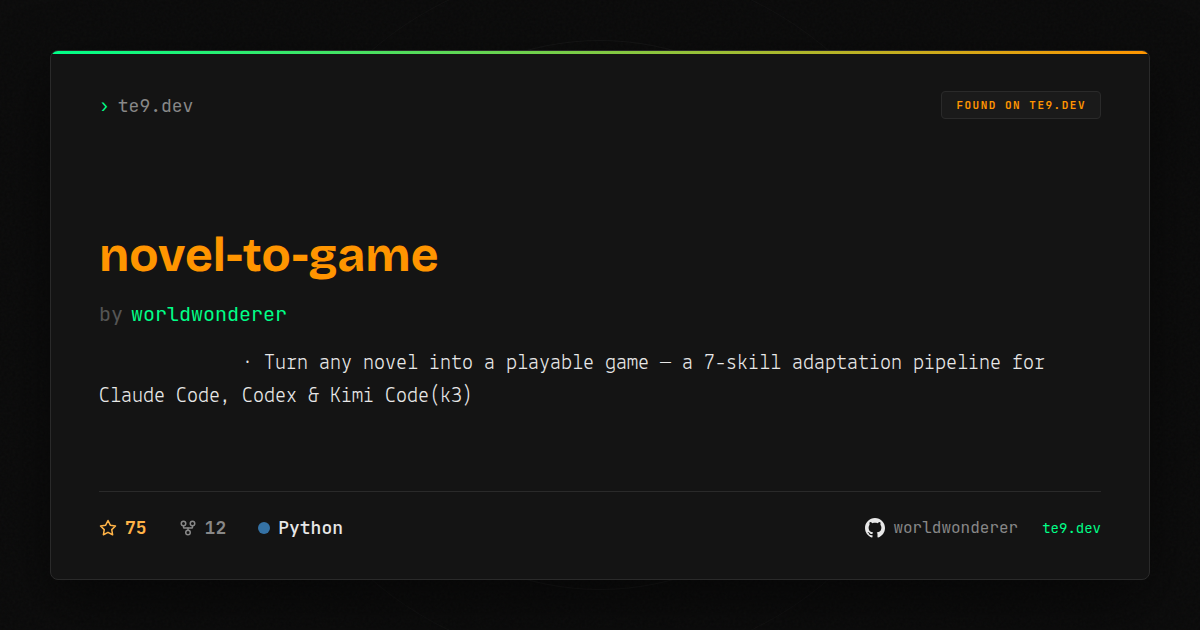 › te9.dev
FOUND ON TE9.DEV
novel-to-game
by worldwonderer
· Turn any novel into a playable game — a 7-skill adaptation pipeline for
Claude Code, Codex & Kimi Code(k3)
75 12 Python
worldwonderer te9.dev